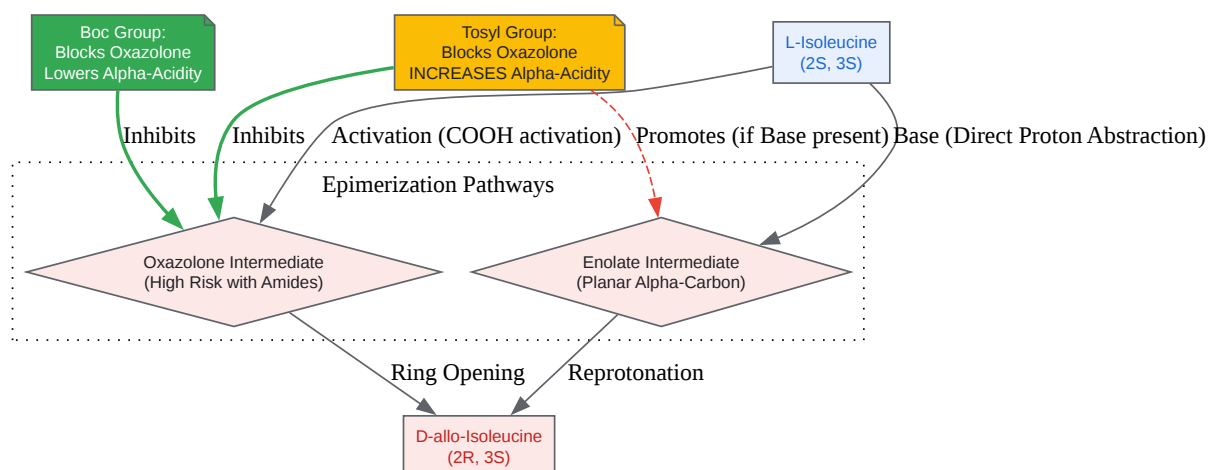 Boc Group:
Blocks Oxazolone
Lowers Alpha-Acidity
Tosyl Group:
Blocks Oxazolone
INCREASES Alpha-Acidity
L-Isoleucine
(2S, 3S)
Inhibits
Inhibits
Activation (COOH activation)
Promotes (if Base present)
Base (Direct Proton Abstraction)
Epimerization Pathways
Oxazolone Intermediate
(High Risk with Amides)
Enolate Intermediate
(Planar Alpha-Carbon)
Ring Opening
Reprotonation
D-allo-Isoleucine
(2R, 3S)